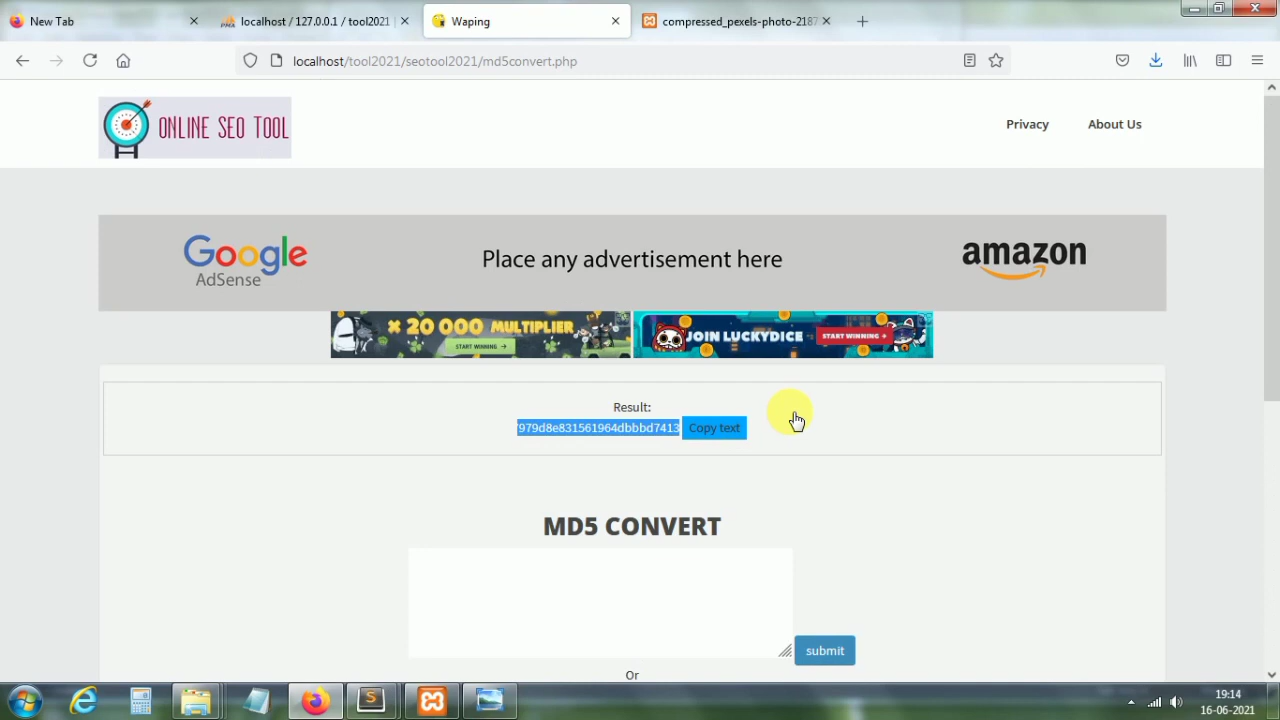 New Tab
localhost / 127.0.0.1 / tool2021
Waping
compressed_pexels-photo-2187
localhost/tool2021/seotool2021/md5convert.php
ONLINE SEO TOOL
Privacy
About Us
Google
AdSense
Place any advertisement here
amazon
x 20 000 MULTIPLIER
START WINNING
JOIN LUCKYDICE
START WINNING
Result:
979d8e831561964dbbbd7413
Copy text
MD5 CONVERT
submit
Or
19:14
16-06-2021